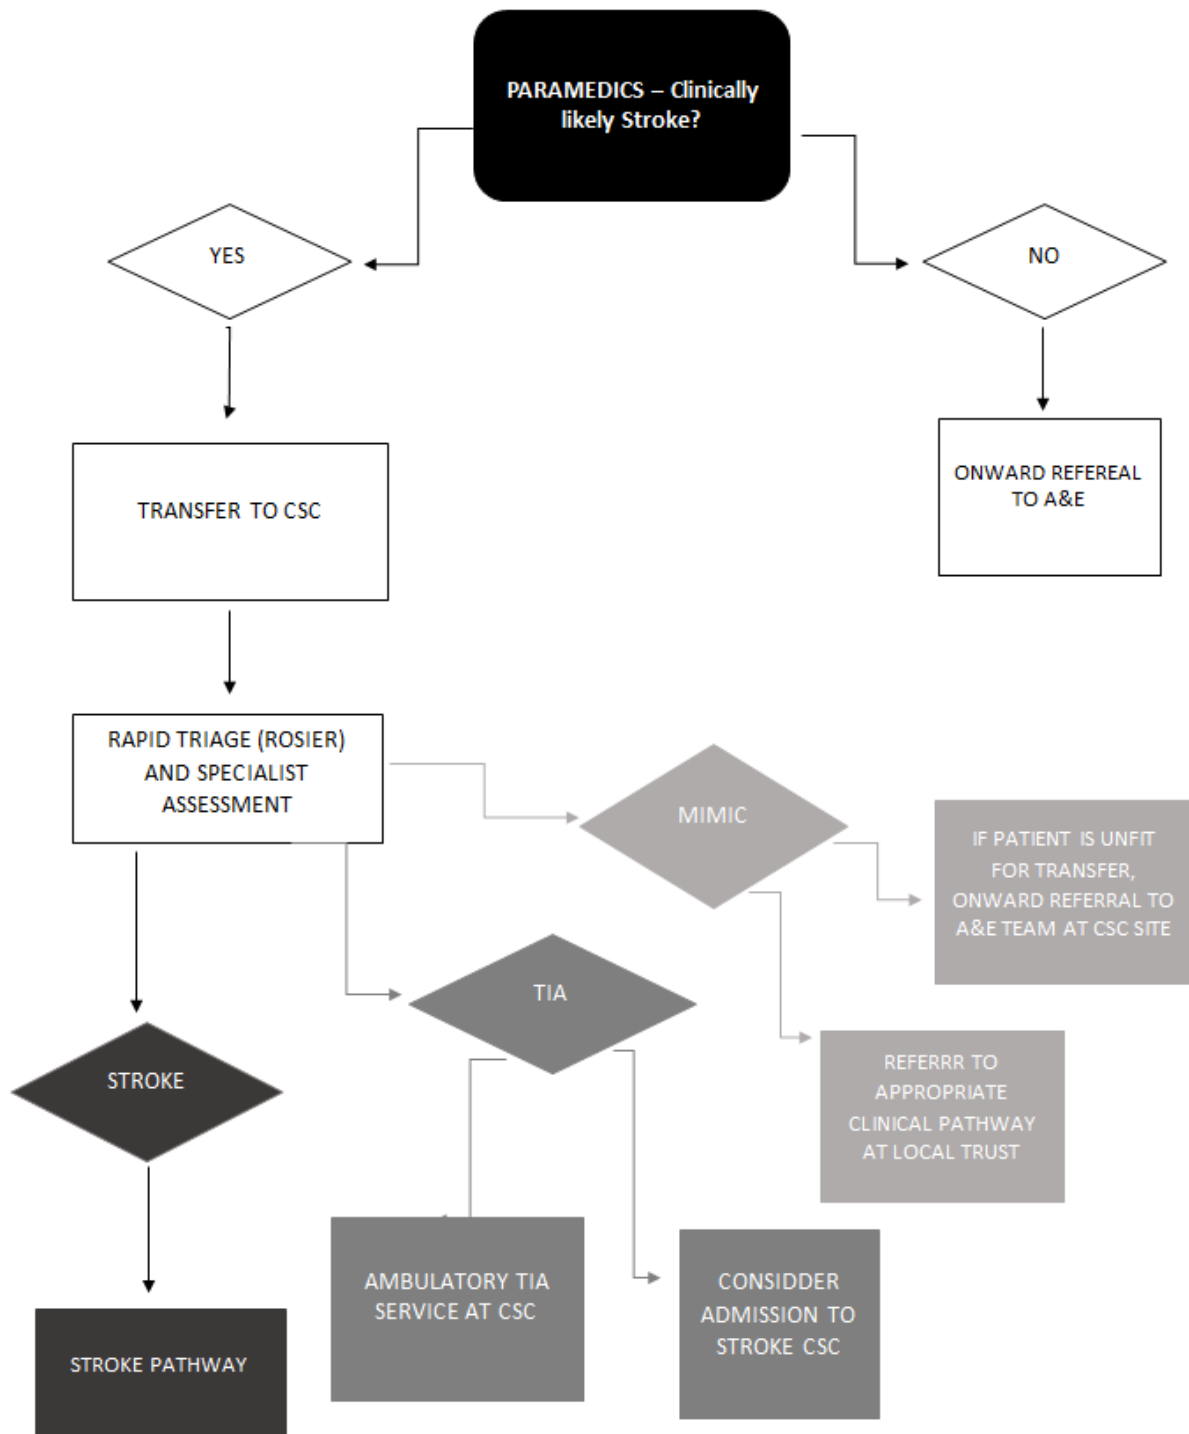 PARAMEDICS – Clinically
likely Stroke?
YES
NO
TRANSFER TO CSC
ONWARD REFEREAL
TO A&E
RAPID TRIAGE (ROSIER)
AND SPECIALIST
ASSESSMENT
MIMIC
IF PATIENT IS UNFIT
FOR TRANSFER,
ONWARD REFERRAL TO
A&E TEAM AT CSC SITE
TIA
STROKE
REFERRR TO
APPROPRIATE
CLINICAL PATHWAY
AT LOCAL TRUST
AMBULATORY TIA
SERVICE AT CSC
CONSIDDER
ADMISSION TO
STROKE CSC
STROKE PATHWAY